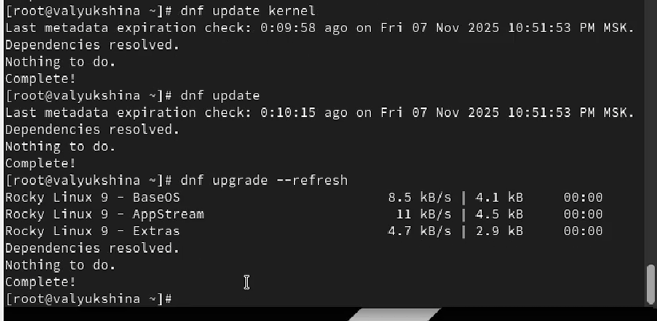 [root@valyukshina ~]# dnf update kernel
Last metadata expiration check: 0:09:58 ago on Fri 07 Nov 2025 10:51:53 PM MSK.
Dependencies resolved.
Nothing to do.
Complete!
[root@valyukshina ~]# dnf update
Last metadata expiration check: 0:10:15 ago on Fri 07 Nov 2025 10:51:53 PM MSK.
Dependencies resolved.
Nothing to do.
Complete!
[root@valyukshina ~]# dnf upgrade --refresh
Rocky Linux 9 - BaseOS 8.5 kB/s | 4.1 kB 00:00
Rocky Linux 9 - AppStream 11 kB/s | 4.5 kB 00:00
Rocky Linux 9 - Extras 4.7 kB/s | 2.9 kB 00:00
Dependencies resolved.
Nothing to do.
Complete!
[root@valyukshina ~]#